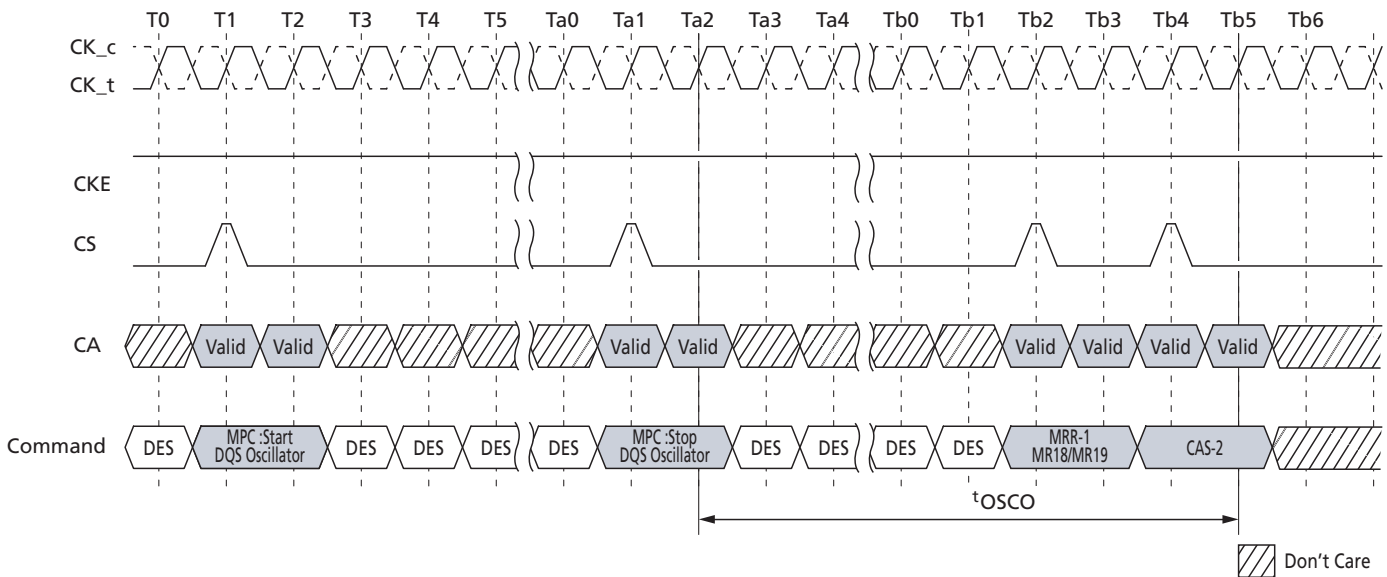 T0 T1 T2 T3 T4 T5 Ta0 Ta1 Ta2 Ta3 Ta4 Tb0 Tb1 Tb2 Tb3 Tb4 Tb5 Tb6
CK_c
CK_t
CKE
CS
CA Valid Valid Valid Valid Valid Valid Valid Valid
Command DES MPC :Start DES DES DES DES MPC :Stop DES DES DES DES MRR-1 CAS-2
DQS Oscillator DQS Oscillator MR18/MR19
tOSCO
Don't Care